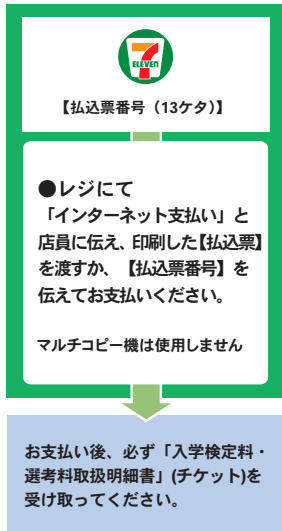 7
ELEVEN
【払込票番号（13ケタ）】
●レジにて
「インターネット支払い」と
店員に伝え、印刷した【払込票】
を渡すか、【払込票番号】を
伝えてお支払いください。
マルチコピー機は使用しません
お支払い後、必ず「入学検定料・
選考料取扱明細書」(チケット)を
受け取ってください。